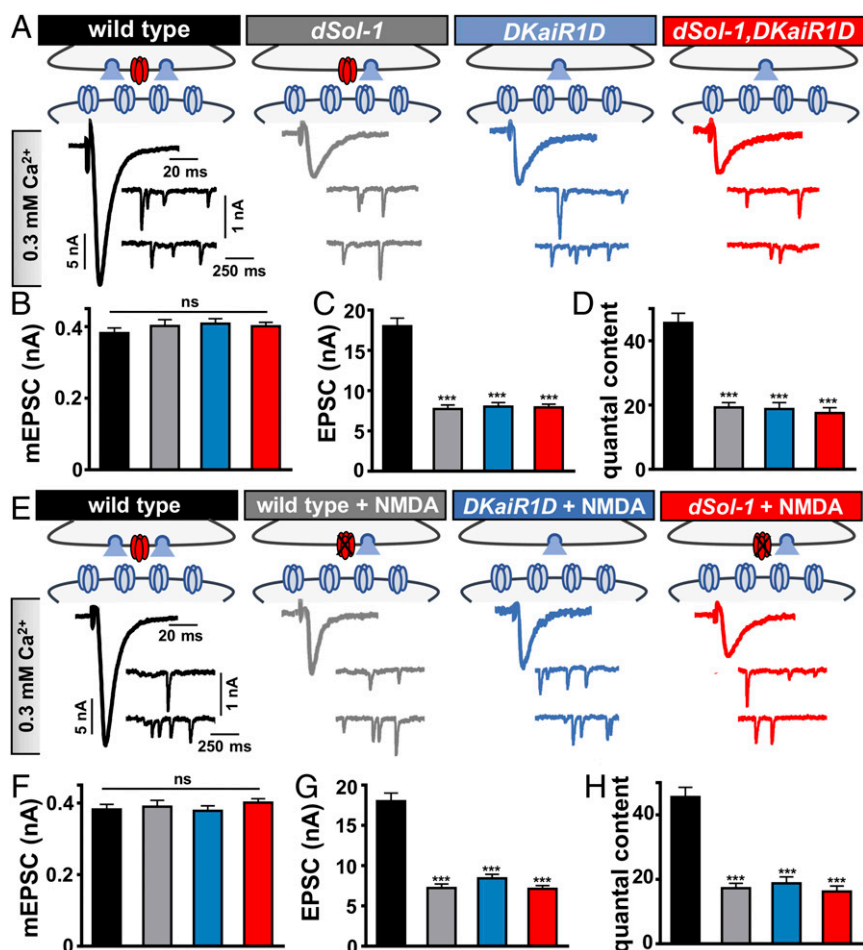 A
wild type
dSol-1
DKaiR1D
dSol-1,DKaiR1D
0.3 mM Ca²⁺
20 ms
5 nA
1 nA
250 ms
B
ns
mEPSC (nA)
0.4
0.2
0
C
EPSC (nA)
20
15
10
5
0
***
***
***
D
quantal content
40
20
0
***
***
***
E
wild type
wild type + NMDA
DKaiR1D + NMDA
dSol-1 + NMDA
0.3 mM Ca²⁺
20 ms
5 nA
1 nA
250 ms
F
ns
mEPSC (nA)
0.4
0.2
0
G
EPSC (nA)
20
15
10
5
0
***
***
***
H
quantal content
60
40
20
0
***
***
***